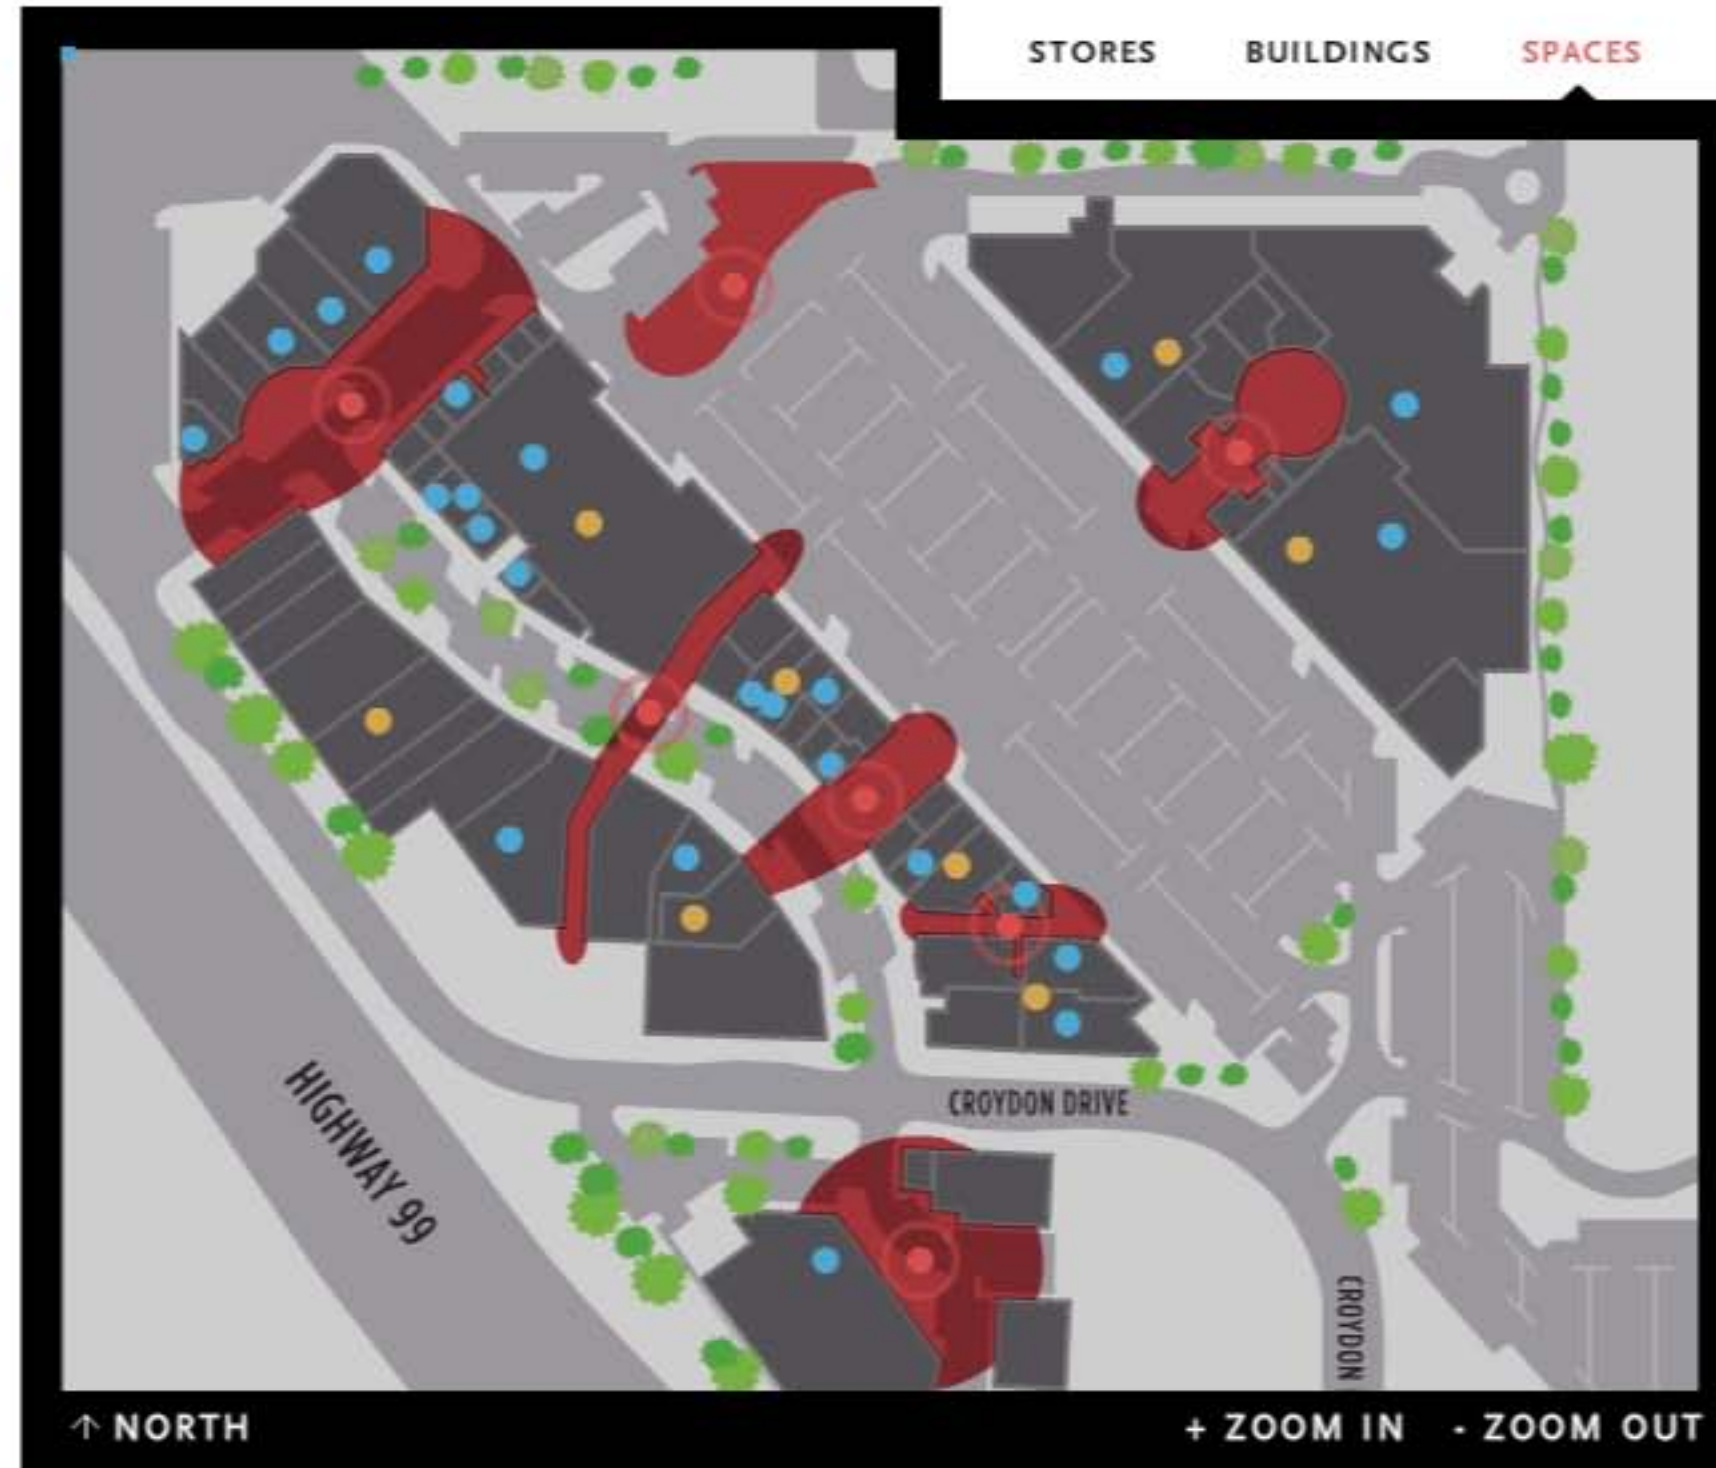 STORES BUILDINGS SPACES
HIGHWAY 99
CROYDON DRIVE
CROYDON
↑ NORTH + ZOOM IN - ZOOM OUT